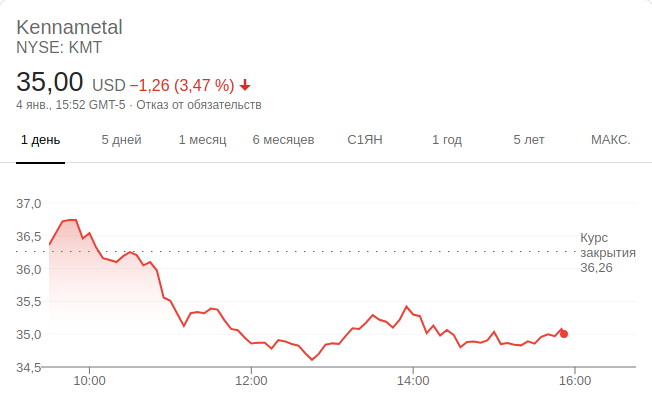 Kennametal
NYSE: KMT
35,00 USD −1,26 (3,47 %)
4 янв., 15:52 GMT-5 · Отказ от обязательств
1 день 5 дней 1 месяц 6 месяцев С1ЯН 1 год 5 лет МАКС.
37,0
36,5
Курс
закрытия
36,26
36,0
35,5
35,0
34,5
10:00 12:00 14:00 16:00